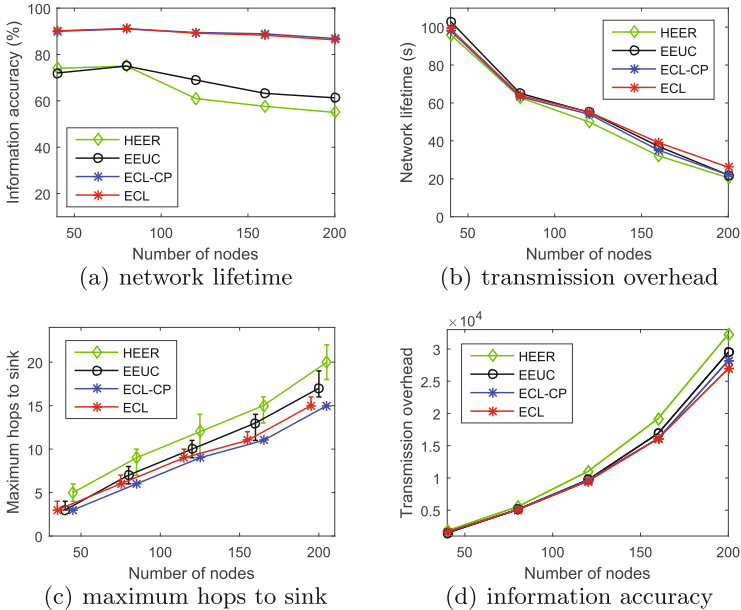 100
80
60
40
20
Information accuracy (%)
HEER
EEUC
ECL-CP
ECL
50 100 150 200
Number of nodes
(a) network lifetime
100
80
60
40
20
0
Network lifetime (s)
HEER
EEUC
ECL-CP
ECL
50 100 150 200
Number of nodes
(b) transmission overhead
20
15
10
5
0
Maximum hops to sink
HEER
EEUC
ECL-CP
ECL
50 100 150 200
Number of nodes
(c) maximum hops to sink
×10^4
3
2.5
2
1.5
1
0.5
Transmission overhead
HEER
EEUC
ECL-CP
ECL
50 100 150 200
Number of nodes
(d) information accuracy